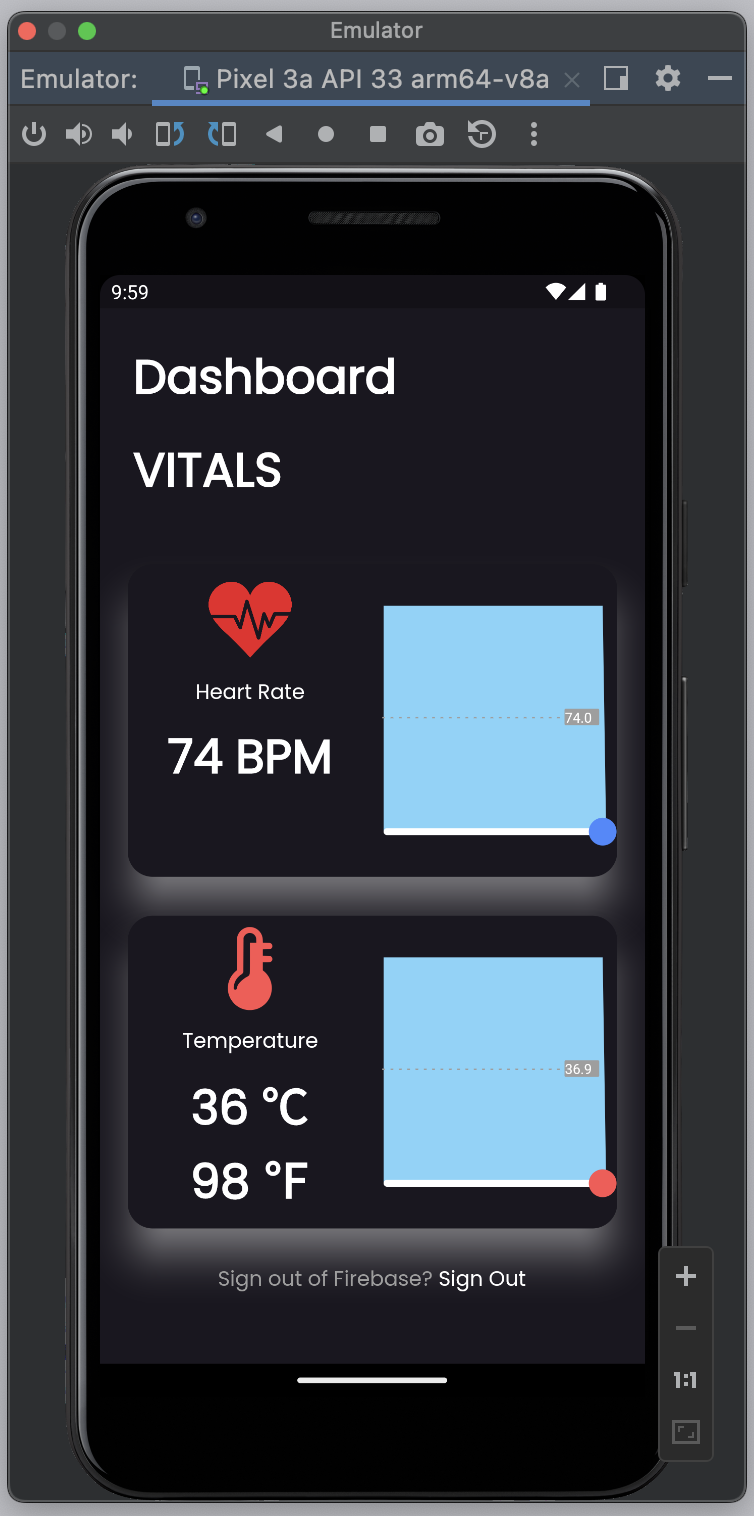 Emulator
Emulator: Pixel 3a API 33 arm64-v8a
9:59
Dashboard
VITALS
Heart Rate
74 BPM
74.0
Temperature
36 °C
98 °F
36.9
Sign out of Firebase? Sign Out
1:1